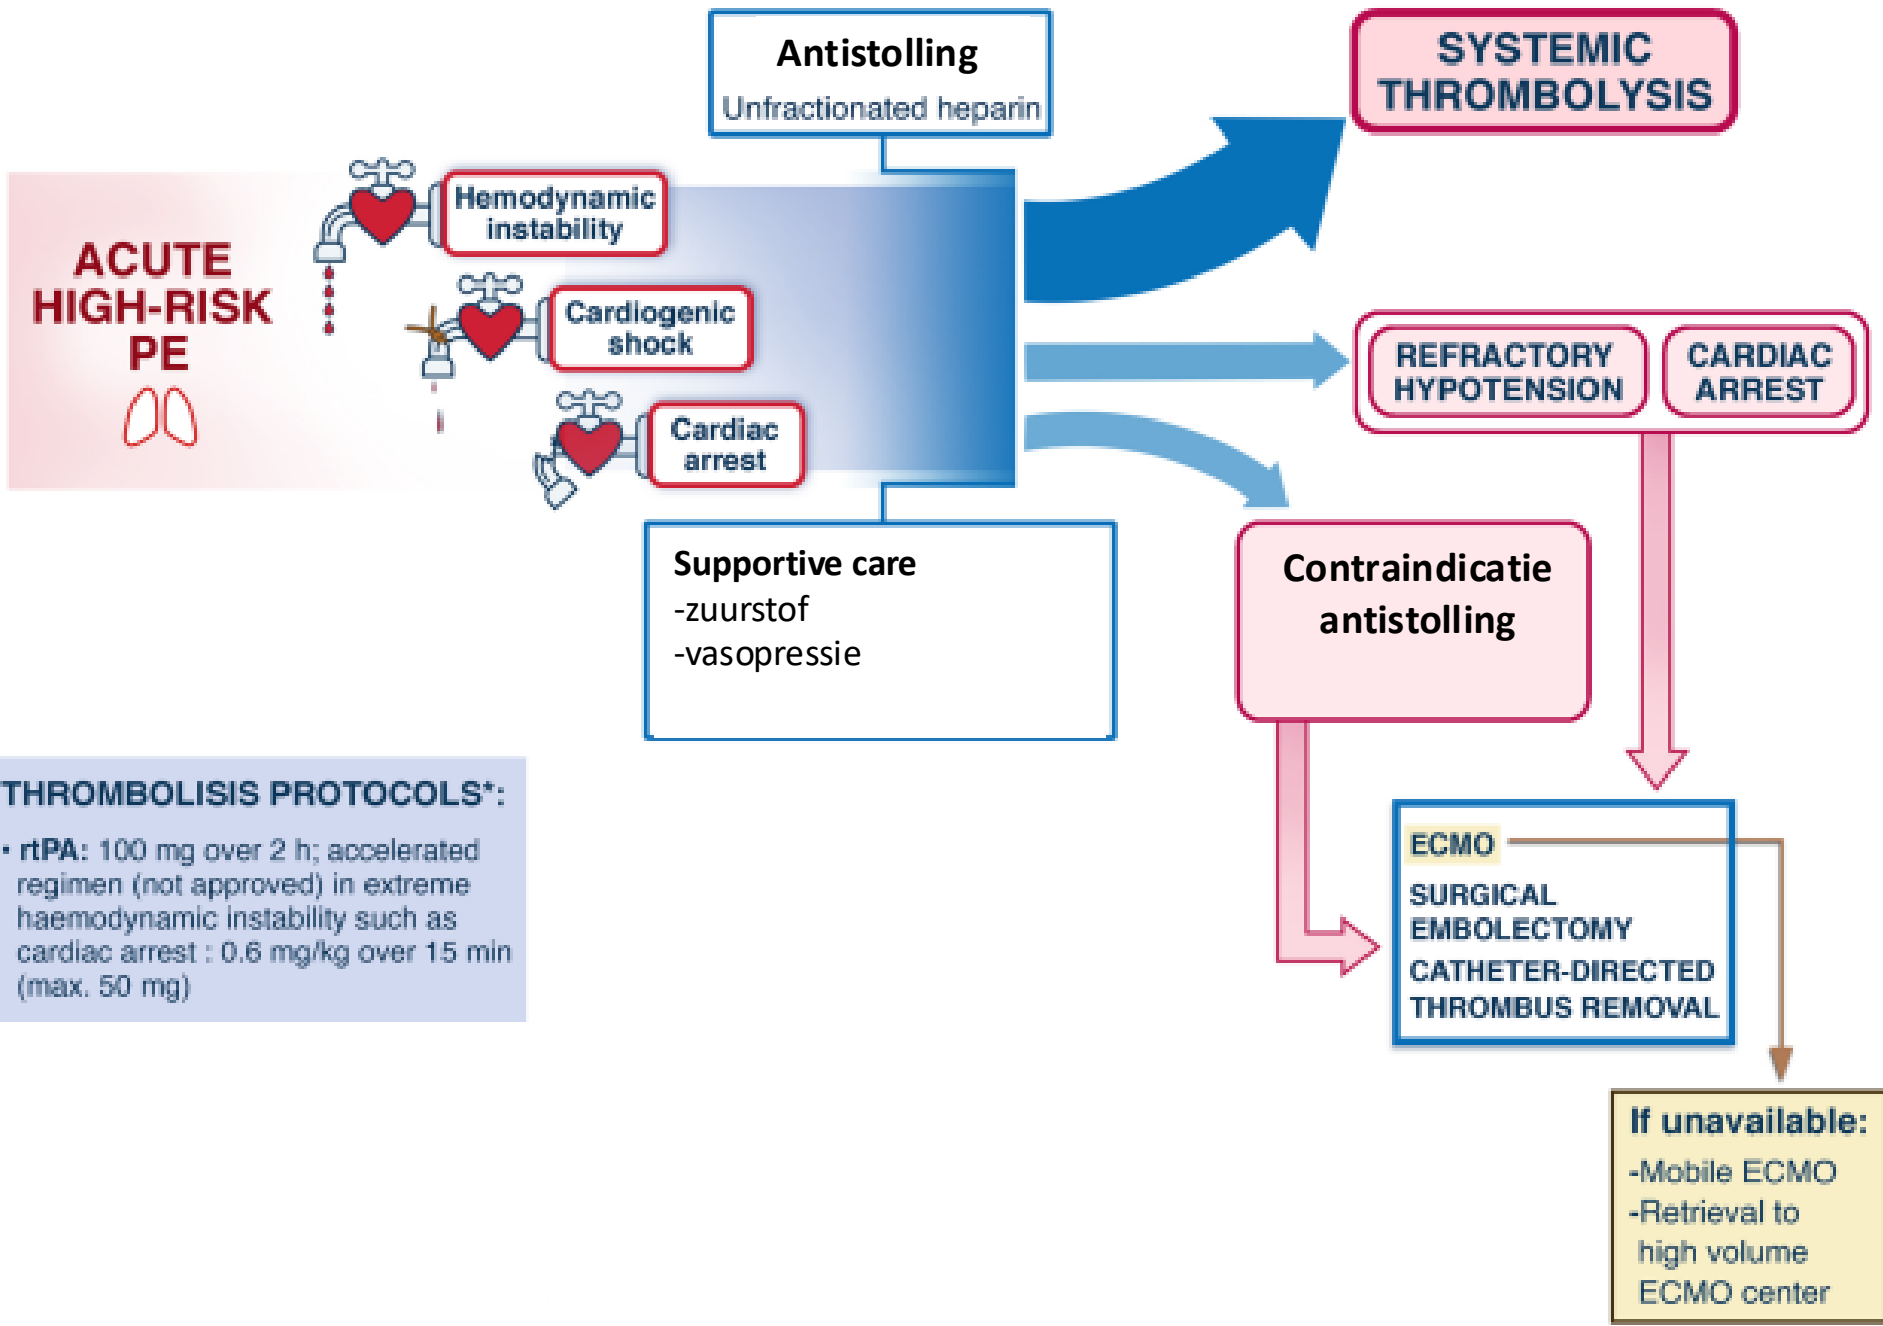 Antistolling
Unfractionated heparin
SYSTEMIC
THROMBOLYSIS
ACUTE
HIGH-RISK
PE
Hemodynamic
instability
Cardiogenic
shock
Cardiac
arrest
REFRACTORY
HYPOTENSION
CARDIAC
ARREST
Supportive care
-zuurstof
-vasopressie
Contraindicatie
antistolling
THROMBOLISIS PROTOCOLS*:
• rtPA: 100 mg over 2 h; accelerated
regimen (not approved) in extreme
haemodynamic instability such as
cardiac arrest : 0.6 mg/kg over 15 min
(max. 50 mg)
ECMO
SURGICAL
EMBOLECTOMY
CATHETER-DIRECTED
THROMBUS REMOVAL
If unavailable:
-Mobile ECMO
-Retrieval to
high volume
ECMO center